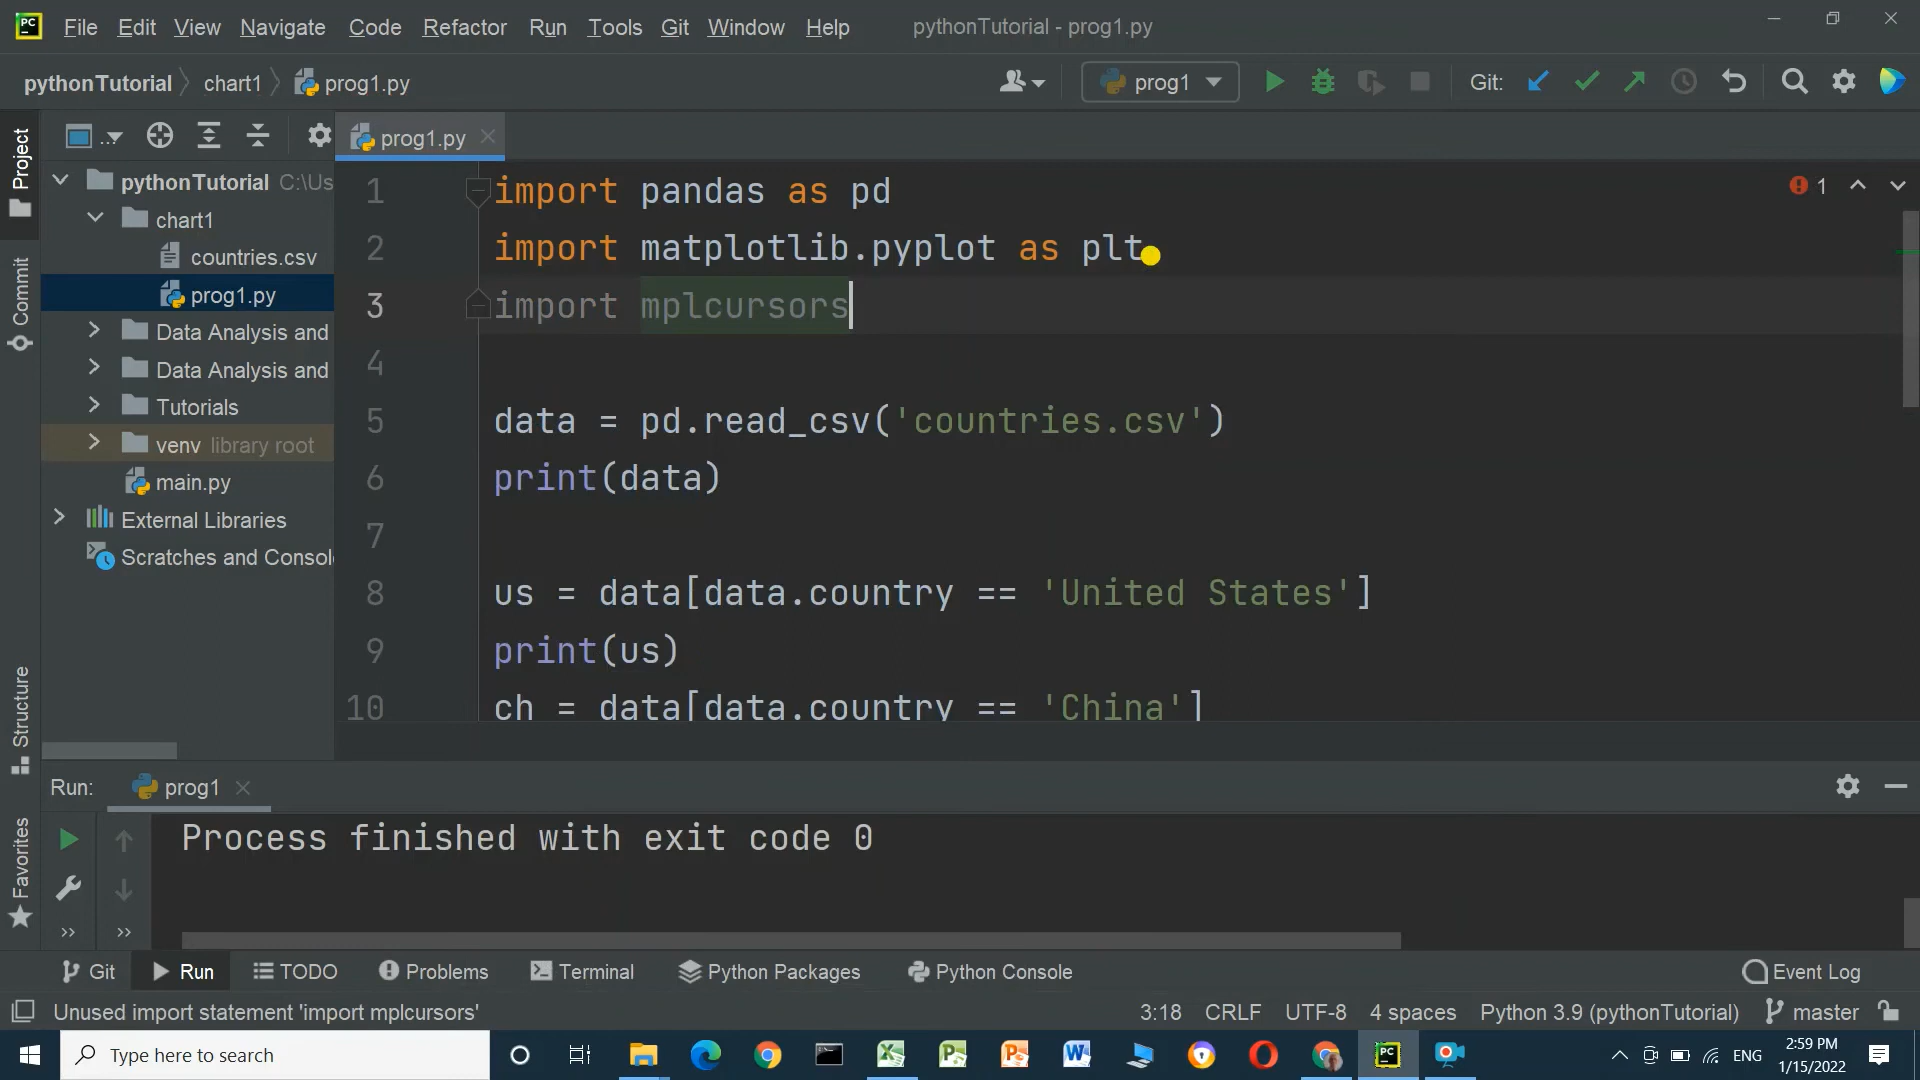 PC File Edit View Navigate Code Refactor Run Tools Git Window Help pythonTutorial - prog1.py
pythonTutorial chart1 prog1.py prog1 Git:
Project
... prog1.py
pythonTutorial C:\Us
chart1
countries.csv
prog1.py
Data Analysis and
Data Analysis and
Tutorials
venv library root
main.py
External Libraries
Scratches and Consol
Commit
Structure
Favorites
1 import pandas as pd
2 import matplotlib.pyplot as plt
3 import mplcursors
4
5 data = pd.read_csv('countries.csv')
6 print(data)
7
8 us = data[data.country == 'United States']
9 print(us)
10 ch = data[data.country == 'China']
1
Run: prog1
Process finished with exit code 0
Git Run TODO Problems Terminal Python Packages Python Console Event Log
Unused import statement 'import mplcursors' 3:18 CRLF UTF-8 4 spaces Python 3.9 (pythonTutorial) master
Type here to search ENG 2:59 PM
1/15/2022